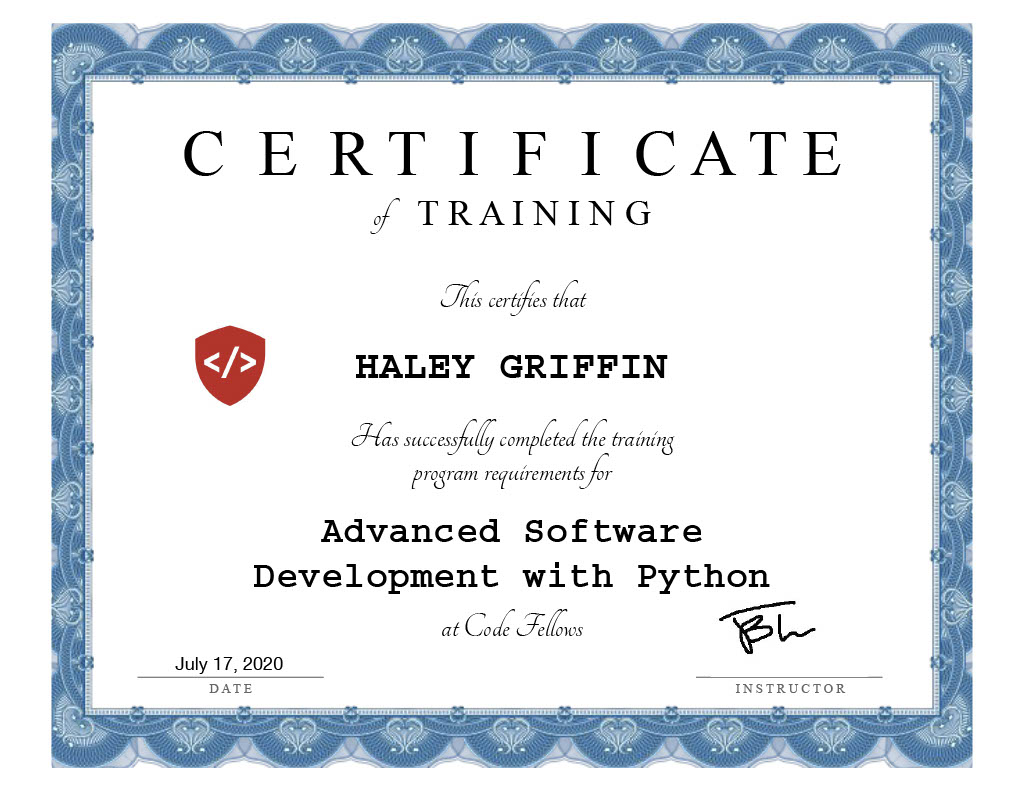 CERTIFICATE
of TRAINING
This certifies that
</>
HALEY GRIFFIN
Has successfully completed the training
program requirements for
Advanced Software
Development with Python
at Code Fellows
July 17, 2020
DATE
INSTRUCTOR